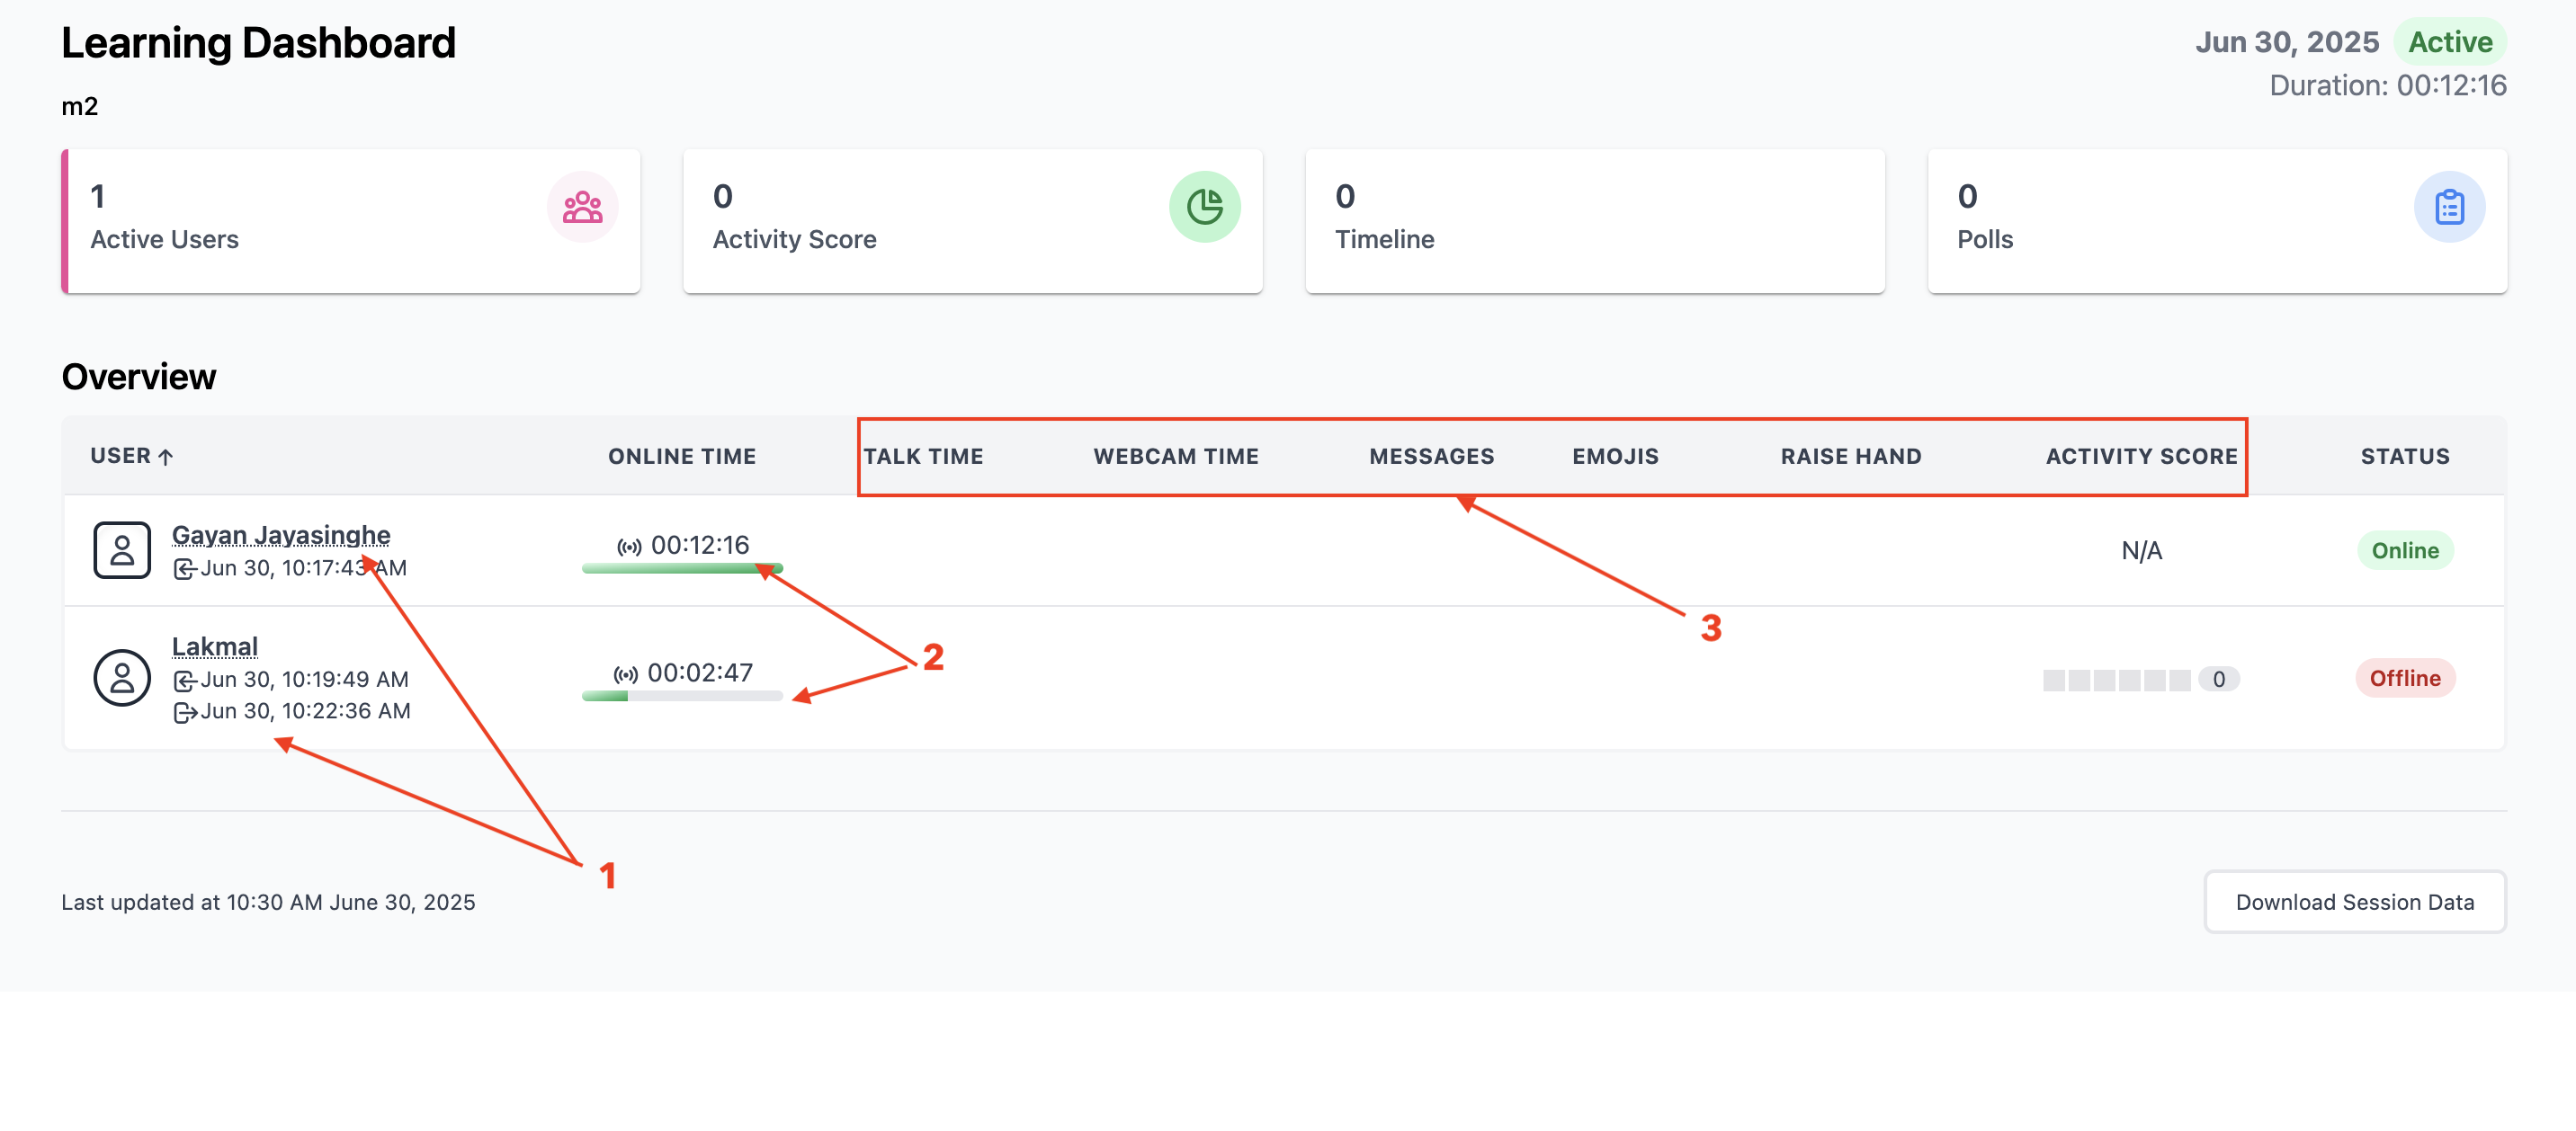 Learning Dashboard
Jun 30, 2025 Active
Duration: 00:12:16
m2
1
Active Users
0
Activity Score
0
Timeline
0
Polls
Overview
USER ONLINE TIME TALK TIME WEBCAM TIME MESSAGES EMOJIS RAISE HAND ACTIVITY SCORE STATUS
Gayan Jayasinghe
Jun 30, 10:17:43 AM
00:12:16
N/A
Online
3
Lakmal
Jun 30, 10:19:49 AM
Jun 30, 10:22:36 AM
00:02:47
2
0
Offline
1
Last updated at 10:30 AM June 30, 2025
Download Session Data